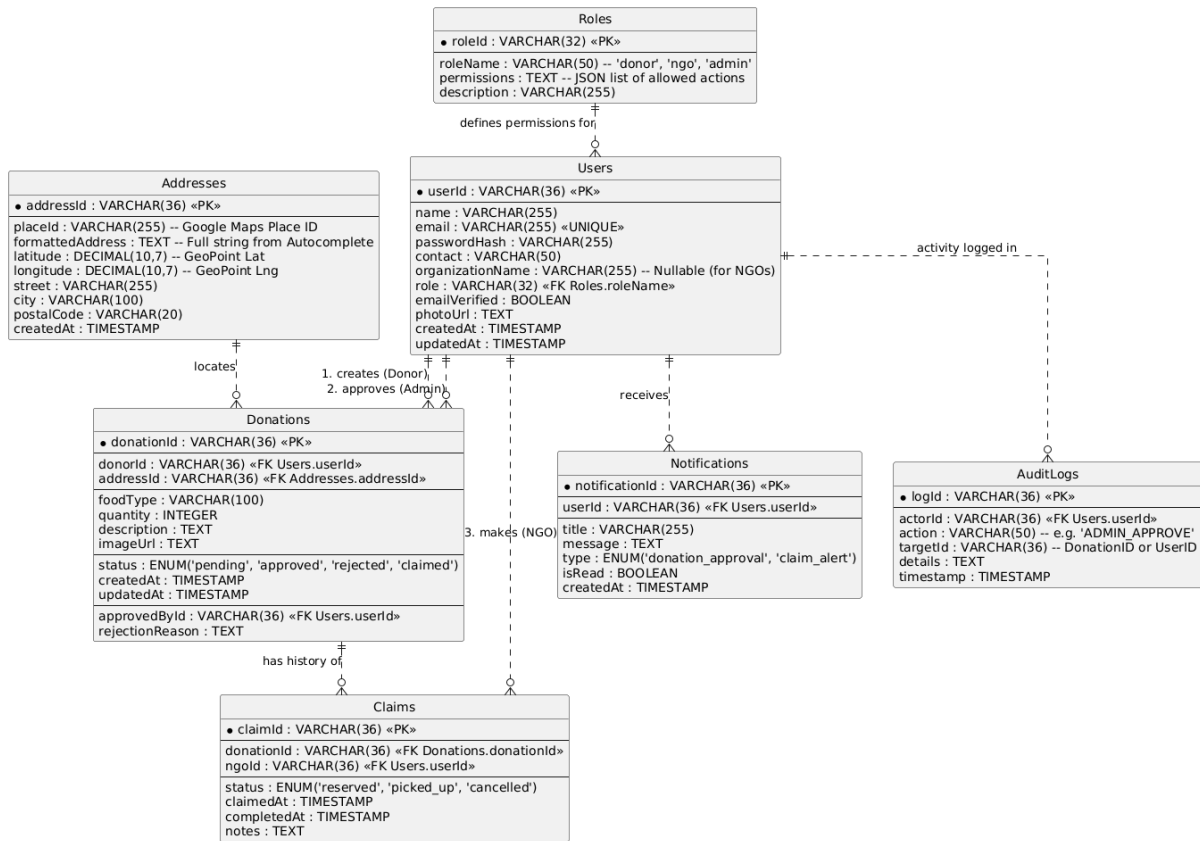 Roles
roleId : VARCHAR(32) «PK»
roleName : VARCHAR(50) -- 'donor', 'ngo', 'admin'
permissions : TEXT -- JSON list of allowed actions
description : VARCHAR(255)
defines permissions for
Users
userId : VARCHAR(36) «PK»
name : VARCHAR(255)
email : VARCHAR(255) «UNIQUE»
passwordHash : VARCHAR(255)
contact : VARCHAR(50)
organizationName : VARCHAR(255) -- Nullable (for NGOs)
role : VARCHAR(32) «FK Roles.roleName»
emailVerified : BOOLEAN
photoUrl : TEXT
createdAt : TIMESTAMP
updatedAt : TIMESTAMP
Addresses
addressId : VARCHAR(36) «PK»
placeId : VARCHAR(255) -- Google Maps Place ID
formattedAddress : TEXT -- Full string from Autocomplete
latitude : DECIMAL(10,7) -- GeoPoint Lat
longitude : DECIMAL(10,7) -- GeoPoint Lng
street : VARCHAR(255)
city : VARCHAR(100)
postalCode : VARCHAR(20)
createdAt : TIMESTAMP
activity logged in
locates
1. creates (Donor)
2. approves (Admin)
receives
Donations
donationId : VARCHAR(36) «PK»
donorId : VARCHAR(36) «FK Users.userId»
addressId : VARCHAR(36) «FK Addresses.addressId»
foodType : VARCHAR(100)
quantity : INTEGER
description : TEXT
imageUrl : TEXT
status : ENUM('pending', 'approved', 'rejected', 'claimed')
createdAt : TIMESTAMP
updatedAt : TIMESTAMP
approvedById : VARCHAR(36) «FK Users.userId»
rejectionReason : TEXT
3. makes (NGO)
Notifications
notificationId : VARCHAR(36) «PK»
userId : VARCHAR(36) «FK Users.userId»
title : VARCHAR(255)
message : TEXT
type : ENUM('donation_approval', 'claim_alert')
isRead : BOOLEAN
createdAt : TIMESTAMP
AuditLogs
logId : VARCHAR(36) «PK»
actorId : VARCHAR(36) «FK Users.userId»
action : VARCHAR(50) -- e.g. 'ADMIN_APPROVE'
targetId : VARCHAR(36) -- DonationID or UserID
details : TEXT
timestamp : TIMESTAMP
has history of
Claims
claimId : VARCHAR(36) «PK»
donationId : VARCHAR(36) «FK Donations.donationId»
ngoId : VARCHAR(36) «FK Users.userId»
status : ENUM('reserved', 'picked_up', 'cancelled')
claimedAt : TIMESTAMP
completedAt : TIMESTAMP
notes : TEXT